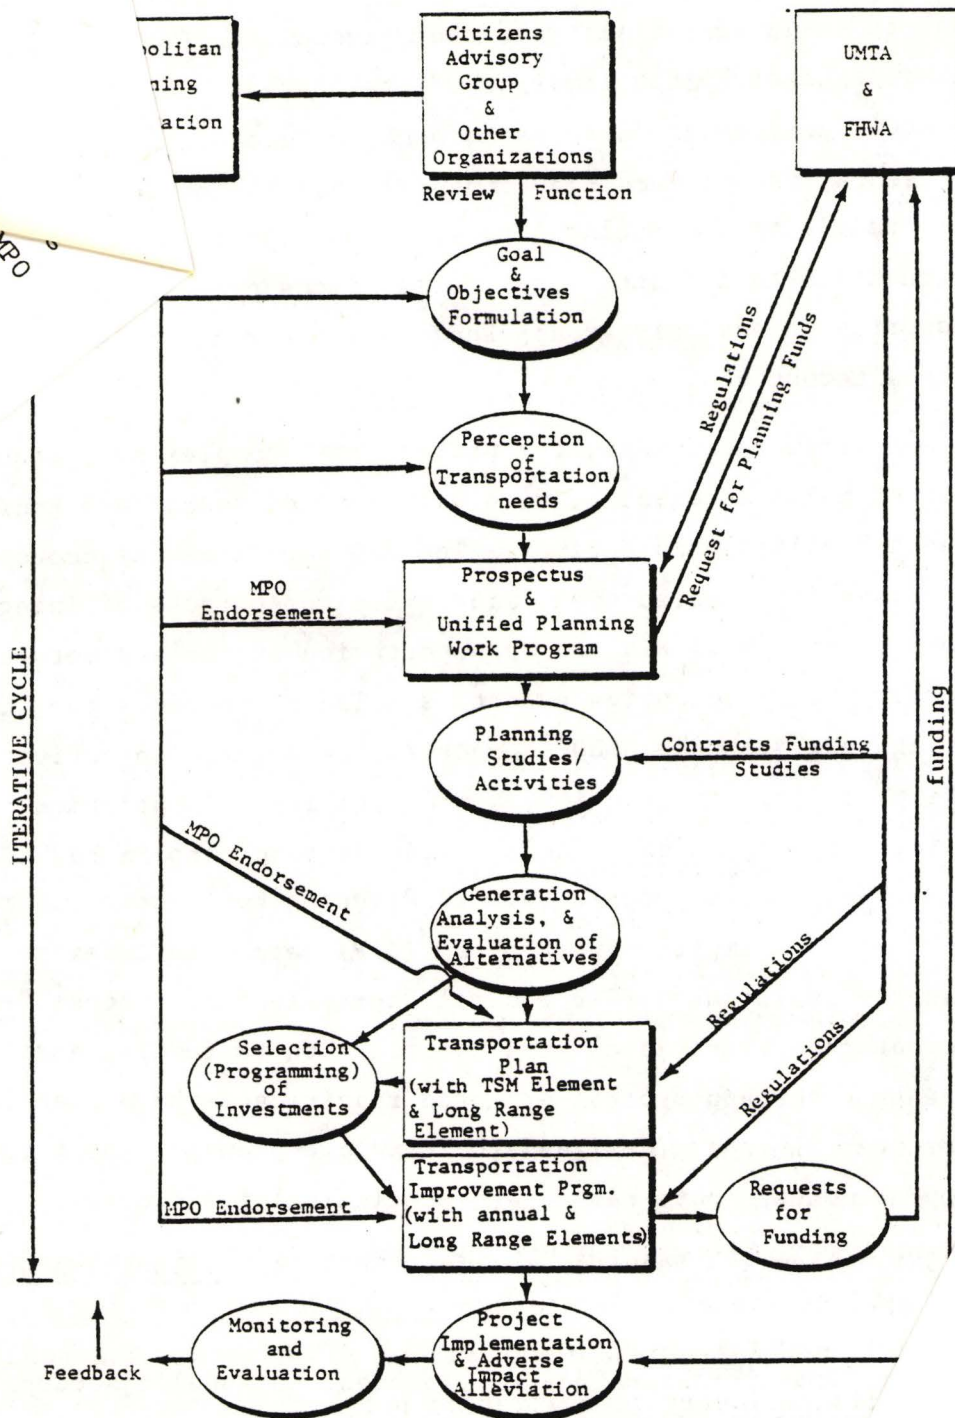 politan
ning
ation
MPO
Citizens
Advisory
Group
&
Other
Organizations
UMTA
&
FHWA
Review Function
Goal
&
Objectives
Formulation
Regulations
Request for Planning Funds
Perception
of
Transportation
needs
MPO
Endorsement
Prospectus
&
Unified Planning
Work Program
ITERATIVE CYCLE
Planning
Studies/
Activities
Contracts Funding
Studies
funding
MPO Endorsement
Generation
Analysis, &
Evaluation of
Alternatives
Regulations
Regulations
Selection
(Programming)
of
Investments
Transportation
Plan
(with TSM Element
& Long Range
Element)
MPO Endorsement
Transportation
Improvement Prgm.
(with annual &
Long Range Elements)
Requests
for
Funding
Feedback
Monitoring
and
Evaluation
Project
Implementation
& Adverse
Impact
Alleviation